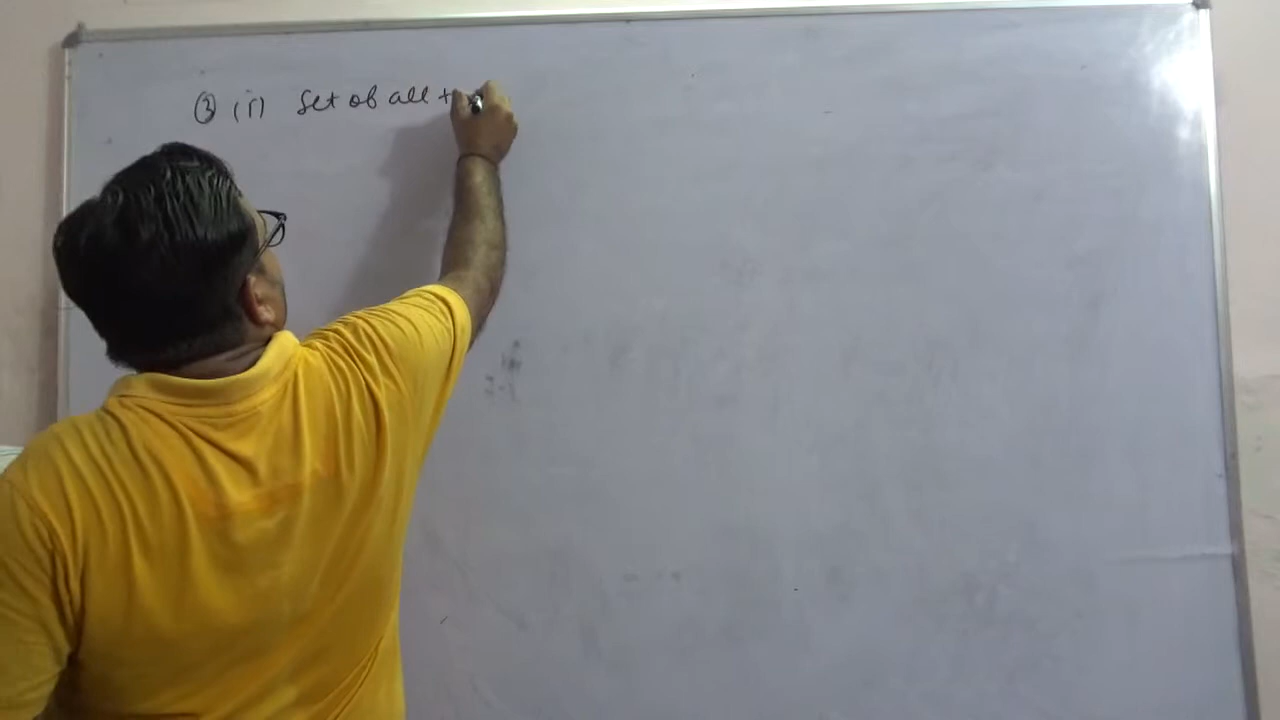 ③ (i) Set of all t